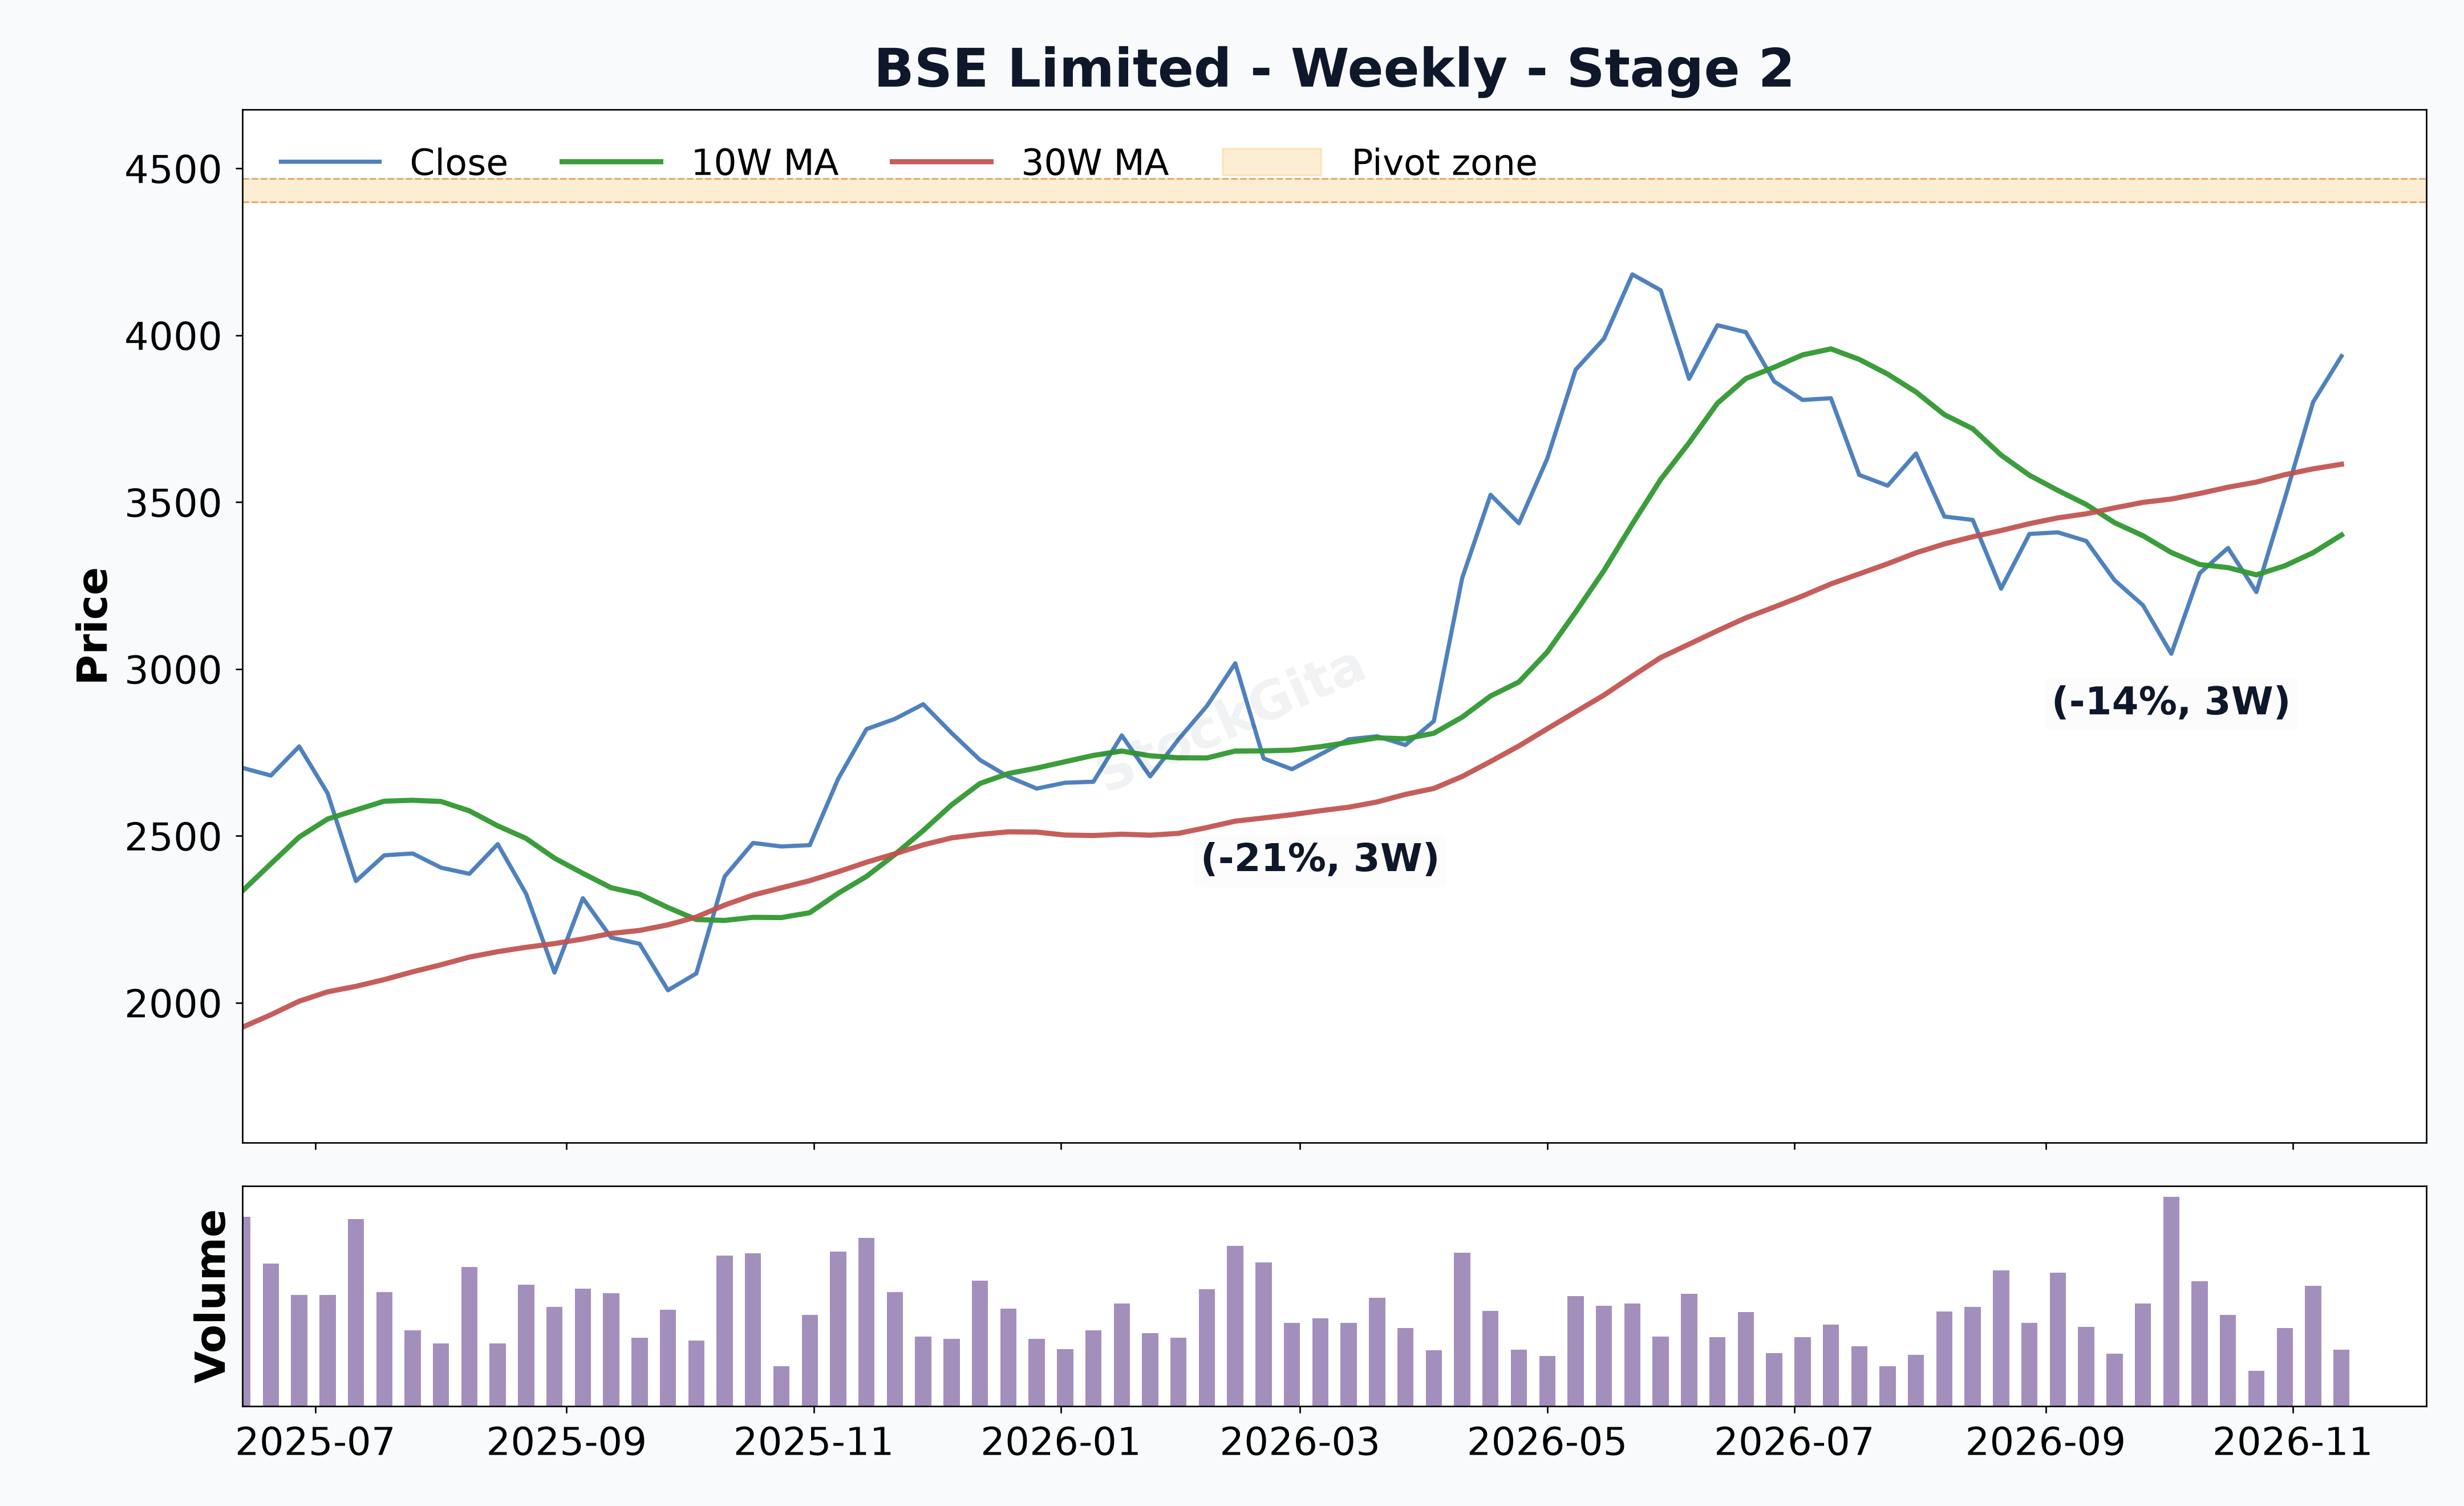 BSE Limited - Weekly - Stage 2
Close 10W MA 30W MA Pivot zone
4500
4000
3500
3000
2500
2000
Price
StockGita
(-14%, 3W)
(-21%, 3W)
Volume
2025-07 2025-09 2025-11 2026-01 2026-03 2026-05 2026-07 2026-09 2026-11